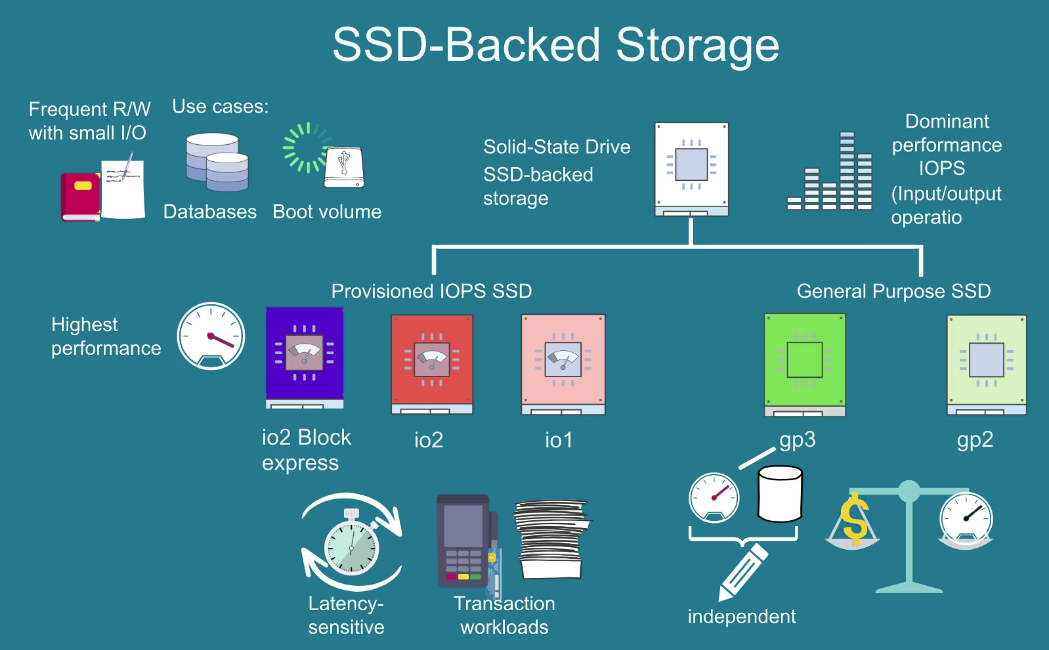 SSD-Backed Storage
Frequent R/W
with small I/O
Use cases:
Databases
Boot volume
Solid-State Drive
SSD-backed
storage
Dominant
performance
IOPS
(Input/output
operatio
Provisioned IOPS SSD
General Purpose SSD
Highest
performance
io2 Block
express
io2
io1
gp3
gp2
$
Latency-
sensitive
Transaction
workloads
independent